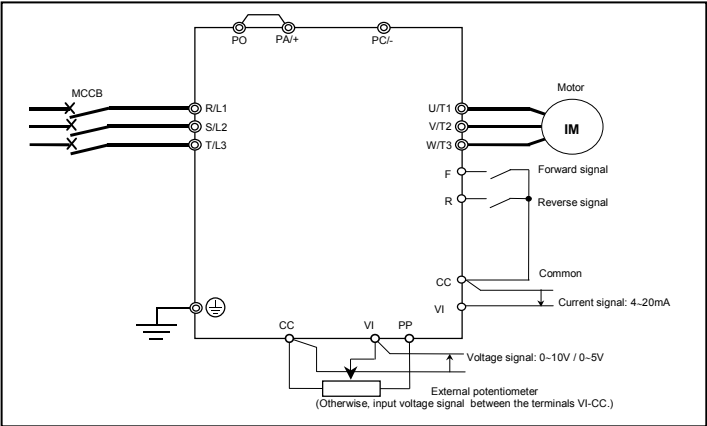 PO PA/+ PC/-
MCCB
Motor
R/L1 U/T1
S/L2 V/T2 IM
T/L3 W/T3
F Forward signal
R Reverse signal
CC Common
VI Current signal: 4~20mA
CC VI PP
Voltage signal: 0~10V / 0~5V
External potentiometer
(Otherwise, input voltage signal between the terminals VI-CC.)